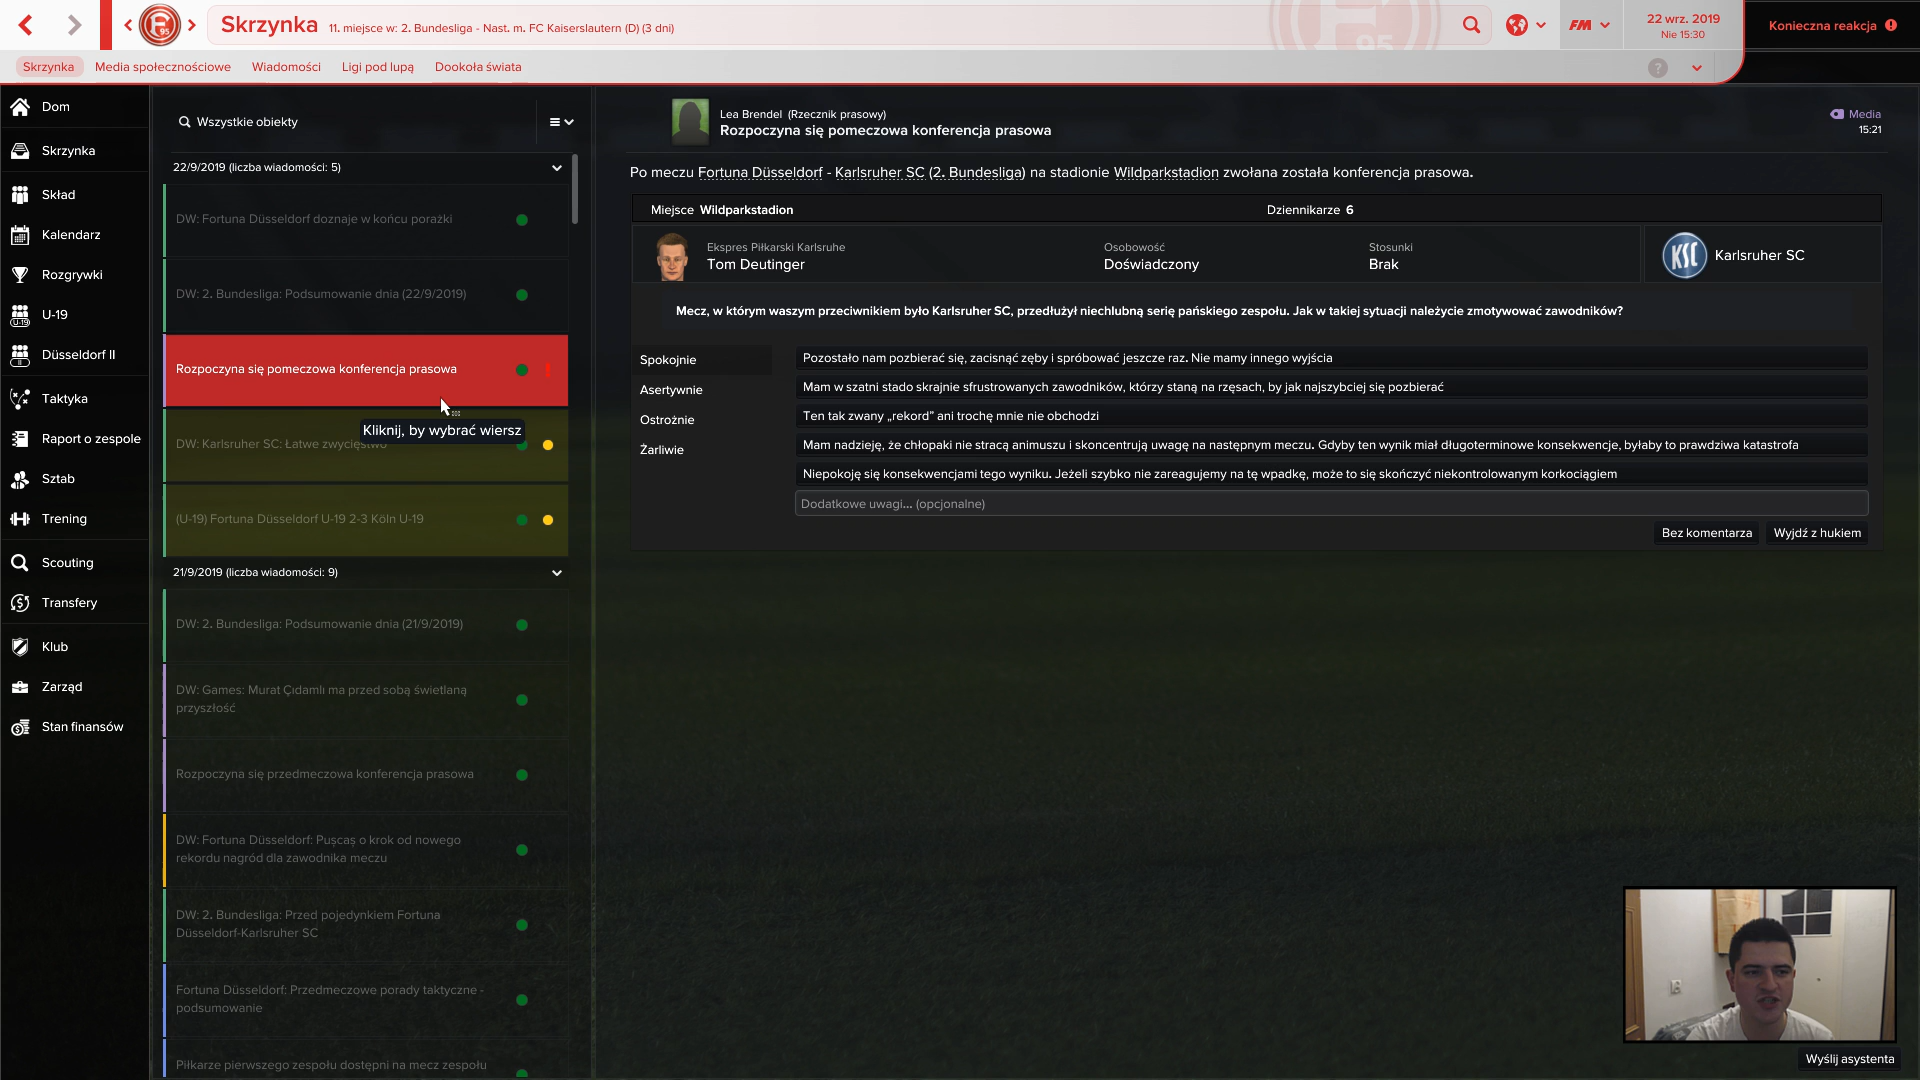 Skrzynka
11. miejsce w: 2. Bundesliga - Nast. m. FC Kaiserslautern (D) (3 dni)
FM
22 wrz. 2019
Nie 15:30
Konieczna reakcja
Skrzynka
Media społecznościowe
Wiadomości
Ligi pod lupą
Dookoła świata
?
Dom
Skrzynka
Skład
Kalendarz
Rozgrywki
U-19
Düsseldorf II
Taktyka
Raport o zespole
Sztab
Trening
Scouting
Transfery
Klub
Zarząd
Stan finansów
Wszystkie obiekty
22/9/2019 (liczba wiadomości: 5)
DW: Fortuna Düsseldorf doznaje w końcu porażki
DW: 2. Bundesliga: Podsumowanie dnia (22/9/2019)
Rozpoczyna się pomeczowa konferencja prasowa
Kliknij, by wybrać wiersz
DW: Karlsruher SC: Łatwe zwycięstwo
(U-19) Fortuna Düsseldorf U-19 2-3 Köln U-19
21/9/2019 (liczba wiadomości: 9)
DW: 2. Bundesliga: Podsumowanie dnia (21/9/2019)
DW: Games: Murat Çıdamlı ma przed sobą świetlaną
przyszłość
Rozpoczyna się przedmeczowa konferencja prasowa
DW: Fortuna Düsseldorf: Pușcaș o krok od nowego
rekordu nagród dla zawodnika meczu
DW: 2. Bundesliga: Przed pojedynkiem Fortuna
Düsseldorf-Karlsruher SC
Fortuna Düsseldorf: Przedmeczowe porady taktyczne -
podsumowanie
Piłkarze pierwszego zespołu dostępni na mecz zespołu
Lea Brendel (Rzecznik prasowy)
Rozpoczyna się pomeczowa konferencja prasowa
Media
15:21
Po meczu Fortuna Düsseldorf - Karlsruher SC (2. Bundesliga) na stadionie Wildparkstadion zwołana została konferencja prasowa.
Miejsce Wildparkstadion
Dziennikarze 6
Ekspres Piłkarski Karlsruhe
Tom Deutinger
Osobowość
Doświadczony
Stosunki
Brak
KSC
Karlsruher SC
Mecz, w którym waszym przeciwnikiem było Karlsruher SC, przedłużył niechlubną serię pańskiego zespołu. Jak w takiej sytuacji należycie zmotywować zawodników?
Spokojnie
Asertywnie
Ostrożnie
Żarliwie
Pozostało nam pozbierać się, zacisnąć zęby i spróbować jeszcze raz. Nie mamy innego wyjścia
Mam w szatni stado skrajnie sfrustrowanych zawodników, którzy staną na rzęsach, by jak najszybciej się pozbierać
Ten tak zwany „rekord” ani trochę mnie nie obchodzi
Mam nadzieję, że chłopaki nie stracą animuszu i skoncentrują uwagę na następnym meczu. Gdyby ten wynik miał długoterminowe konsekwencje, byłaby to prawdziwa katastrofa
Niepokoję się konsekwencjami tego wyniku. Jeżeli szybko nie zareagujemy na tę wpadkę, może to się skończyć niekontrolowanym korkociągiem
Dodatkowe uwagi... (opcjonalne)
Bez komentarza
Wyjdź z hukiem
Wyślij asystenta